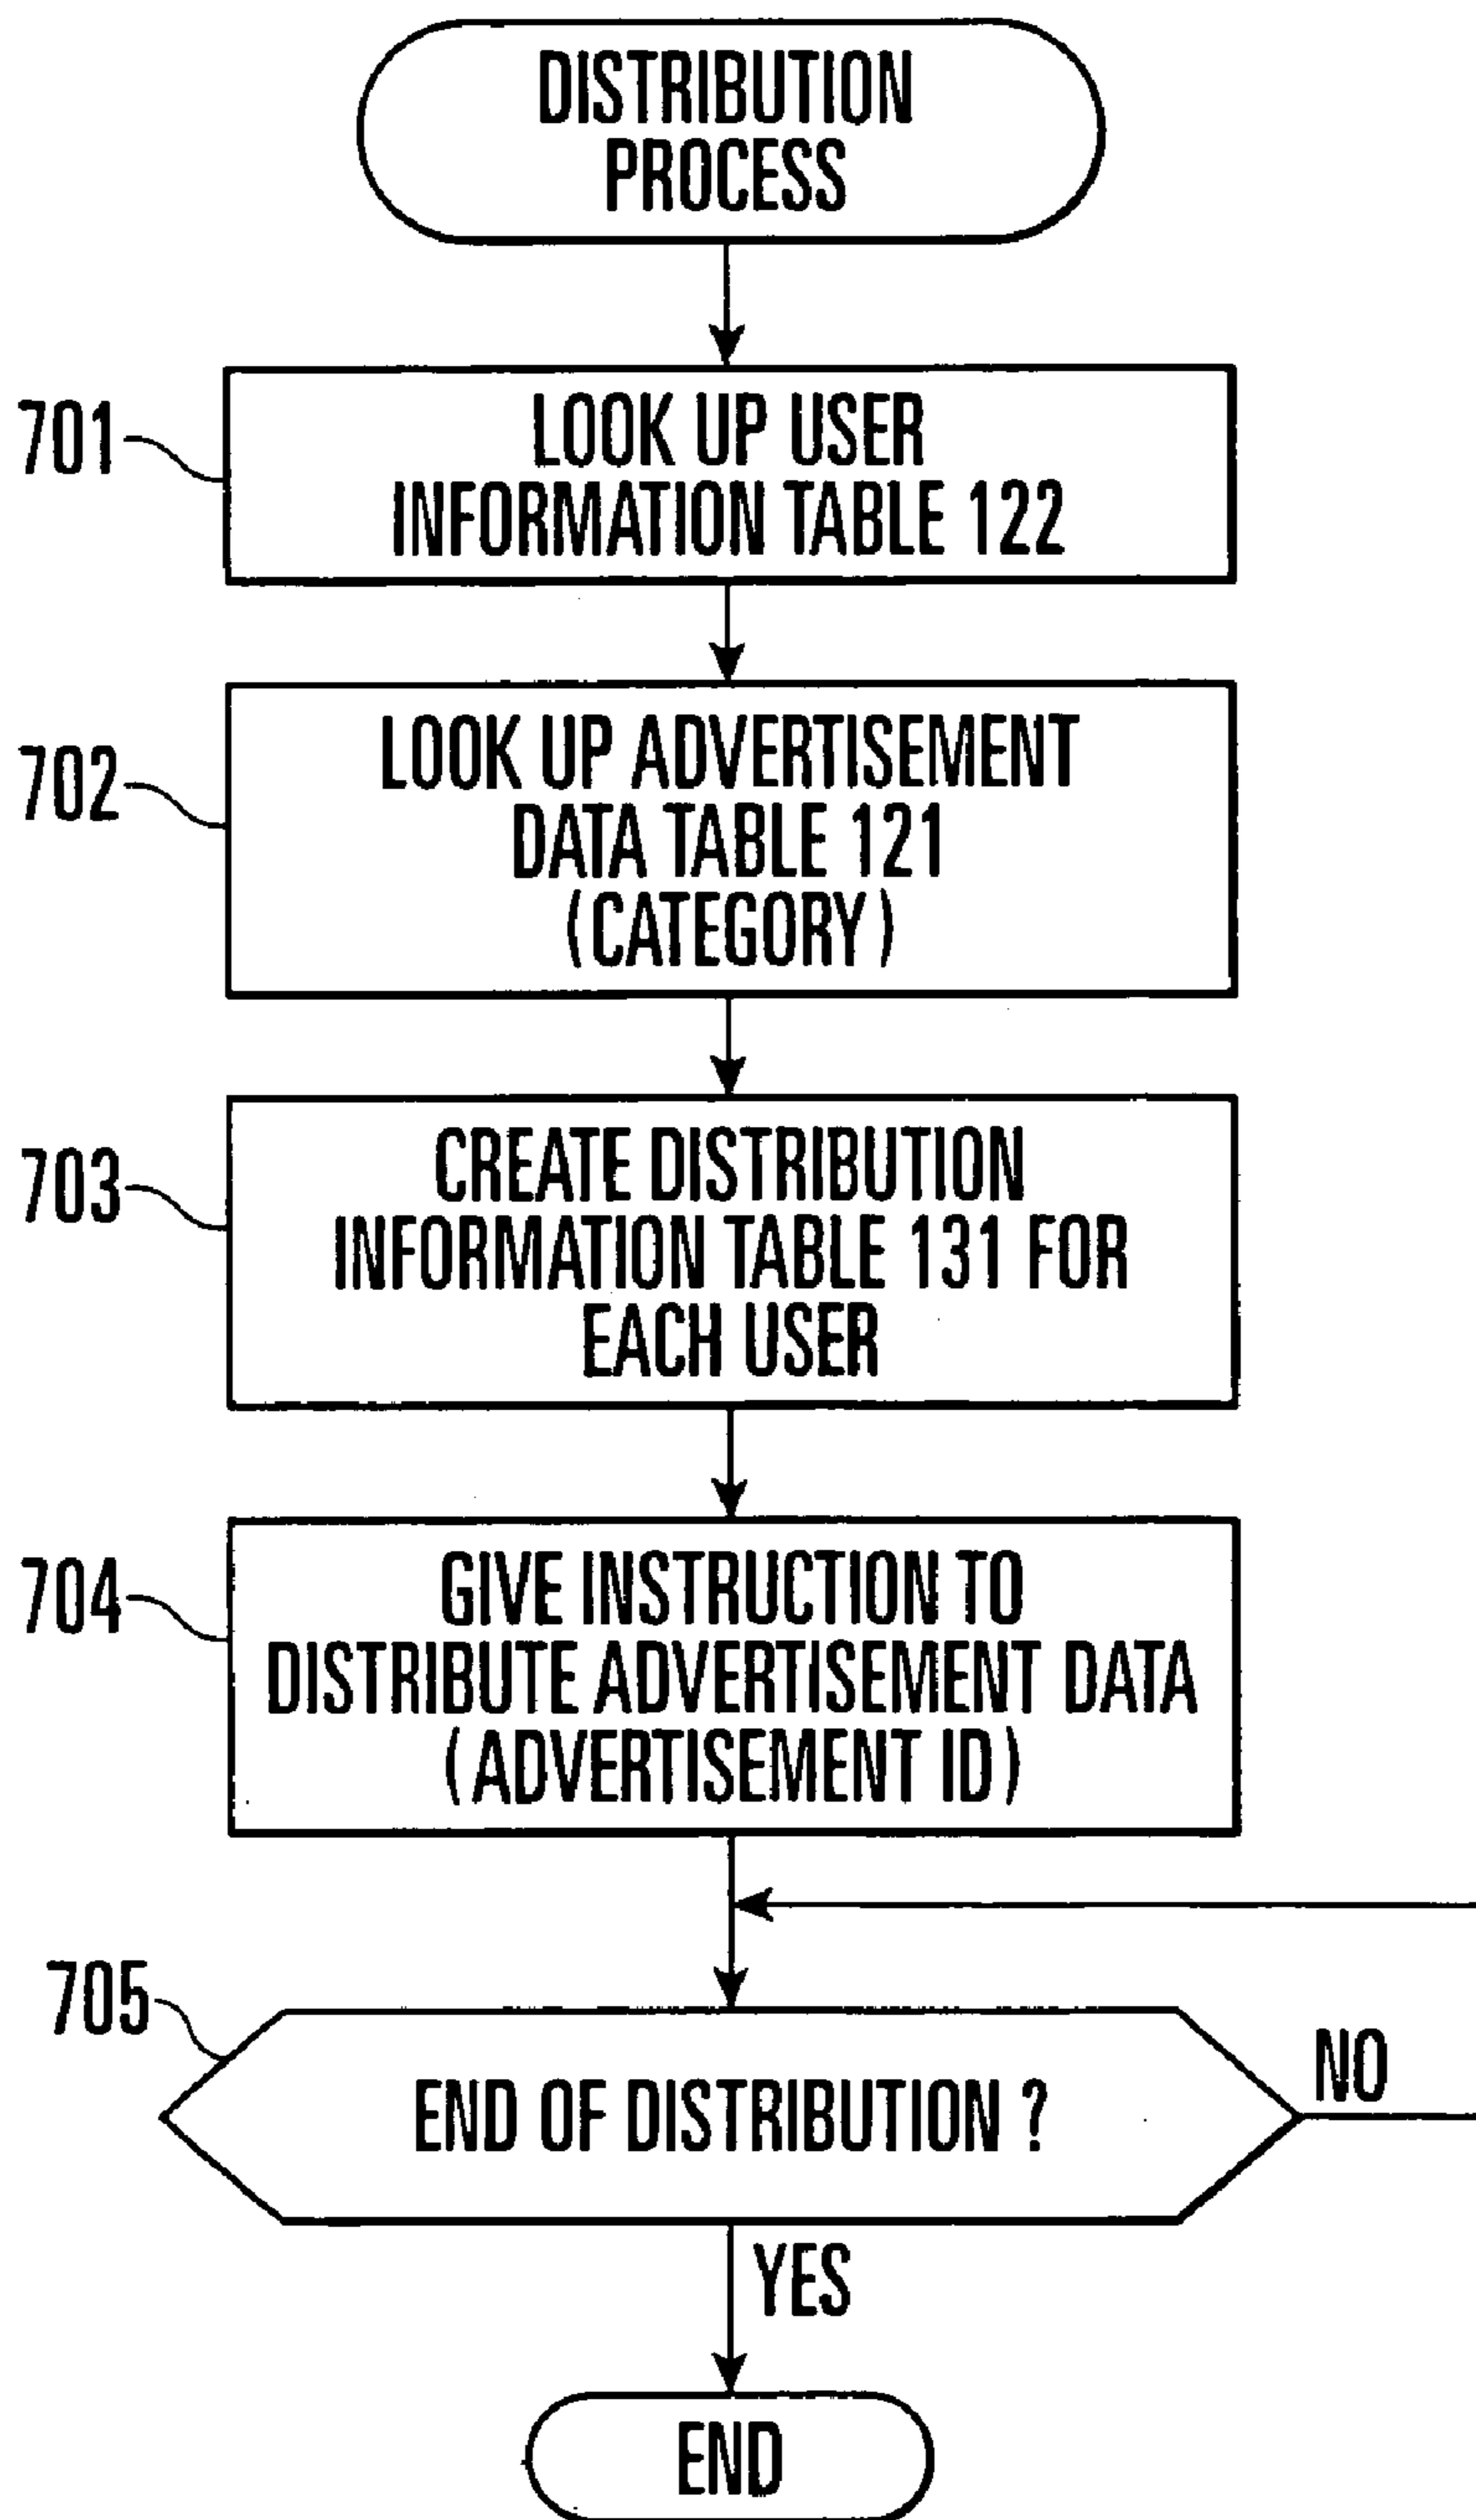 DISTRIBUTION
PROCESS
701
LOOK UP USER
INFORMATION TABLE 122
702
LOOK UP ADVERTISEMENT
DATA TABLE 121
(CATEGORY)
703
CREATE DISTRIBUTION
INFORMATION TABLE 131 FOR
EACH USER
704
GIVE INSTRUCTION TO
DISTRIBUTE ADVERTISEMENT DATA
(ADVERTISEMENT ID)
705
END OF DISTRIBUTION ?
NO
YES
END